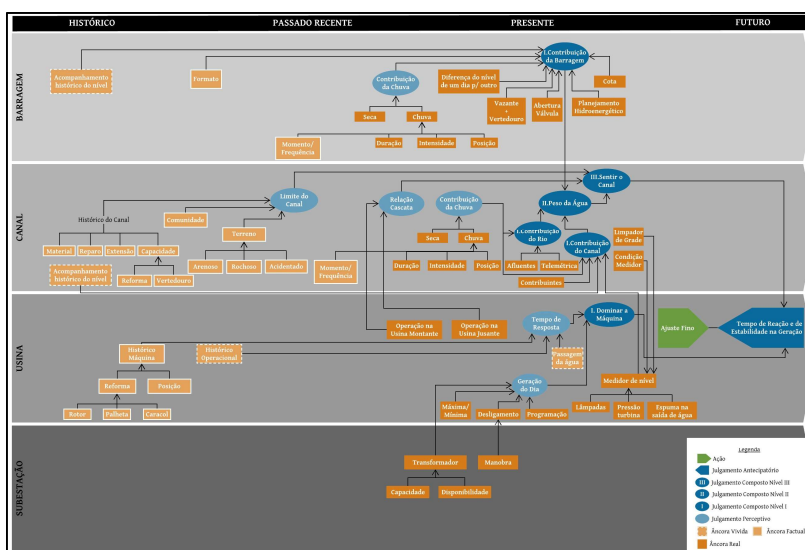 HISTÓRICO
PASSADO RECENTE
PRESENTE
FUTURO
BARRAGEM
Acompanhamento
histórico do nível
Formato
Contribuição
da Chuva
Seca
Chuva
Momento/
Frequência
Duração
Intensidade
Posição
I.Contribuição
da Barragem
Diferença do nível
de um dia p/ outro
Vazante
+
Vertedouro
Abertura
Válvula
Planejamento
Hidroenergético
Cota
CANAL
Histórico do Canal
Material
Reparo
Extensão
Capacidade
Acompanhamento
histórico do nível
Reforma
Vertedouro
Comunidade
Limite do
Canal
Terreno
Arenoso
Rochoso
Acidentado
Relação
Cascata
Contribuição
da Chuva
Seca
Chuva
Momento/
Frequência
Duração
Intensidade
Posição
III.Sentir o
Canal
II.Peso da Água
I.Contribuição
do Rio
Afluentes
Telemétrica
I.Contribuição
do Canal
Contribuintes
Limpador
de Grade
Condição
Medidor
USINA
Histórico
Máquina
Reforma
Posição
Rotor
Palheta
Caracol
Histórico
Operacional
Operação na
Usina Montante
Operação na
Usina Jusante
Tempo de
Resposta
Passagem
da água
I. Dominar a
Máquina
Geração
do Dia
Máxima/
Mínima
Desligamento
Programação
Medidor de nível
Lâmpadas
Pressão
turbina
Espuma na
saída de água
Ajuste Fino
Tempo de Reação e de
Estabilidade na Geração
SUBESTAÇÃO
Transformador
Manobra
Capacidade
Disponibilidade
Legenda
Ação
Julgamento Antecipatório
III Julgamento Composto Nível III
II Julgamento Composto Nível II
I Julgamento Composto Nível I
Julgamento Perceptivo
Âncora Vivida
Âncora Factual
Âncora Real